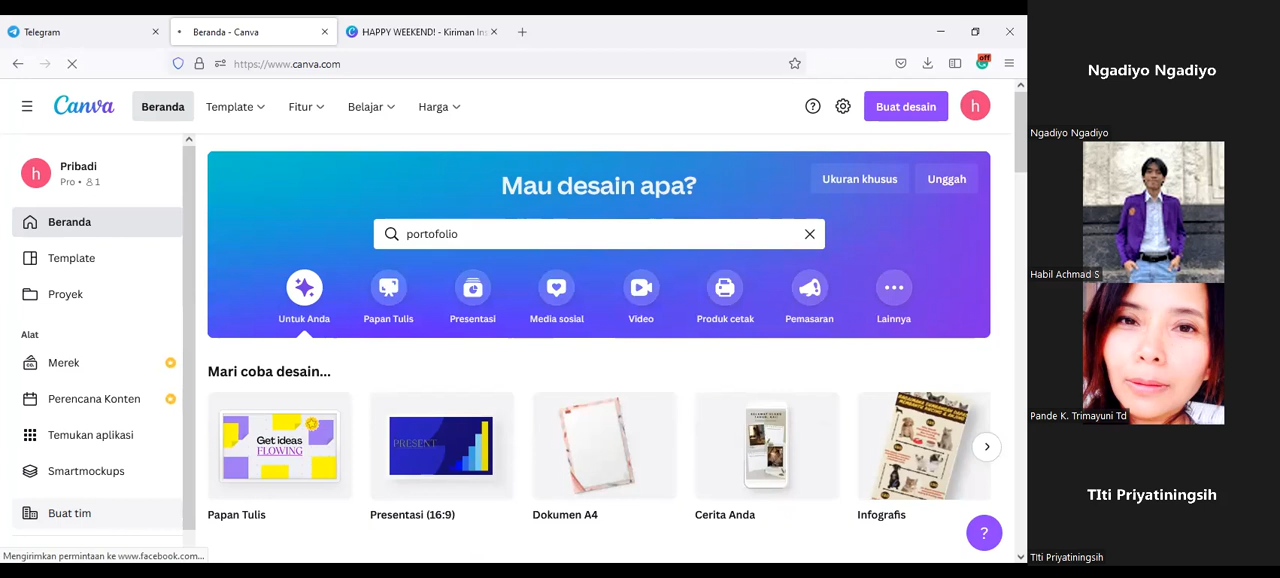 Telegram
Beranda - Canva
HAPPY WEEKEND! - Kiriman Ins
https://www.canva.com
off
Canva
Beranda
Template
Fitur
Belajar
Harga
Buat desain
h
h
Pribadi
Pro • 1
Beranda
Template
Proyek
Alat
Merek
Perencana Konten
Temukan aplikasi
Smartmockups
Buat tim
Mau desain apa?
Ukuran khusus
Unggah
portofolio
Untuk Anda
Papan Tulis
Presentasi
Media sosial
Video
Produk cetak
Pemasaran
Lainnya
Mari coba desain...
Get ideas
FLOWING
PRESENT
Papan Tulis
Presentasi (16:9)
Dokumen A4
Cerita Anda
Infografis
?
Mengirimkan permintaan ke www.facebook.com...
Ngadiyo Ngadiyo
Ngadiyo Ngadiyo
Habil Achmad S
Pande K. Trimayuni Td
TIti Priyatiningsih
TIti Priyatiningsih